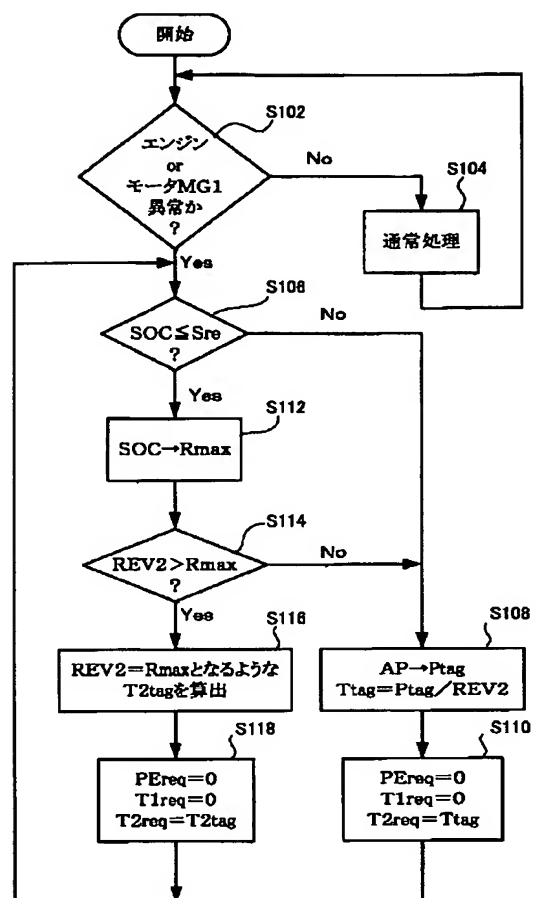 開始
S102
エンジン
or
モータMG1
異常か
?
No
S104
通常処理
Yes
S106
SOC≦Sre
?
No
Yes
S112
SOC→Rmax
S114
REV2>Rmax
?
No
Yes
S116
REV2=Rmaxとなるような
T2tagを算出
S108
AP→Ptag
Ttag=Ptag/REV2
S118
PEreq=0
T1req=0
T2req=T2tag
S110
PEreq=0
T1req=0
T2req=Ttag